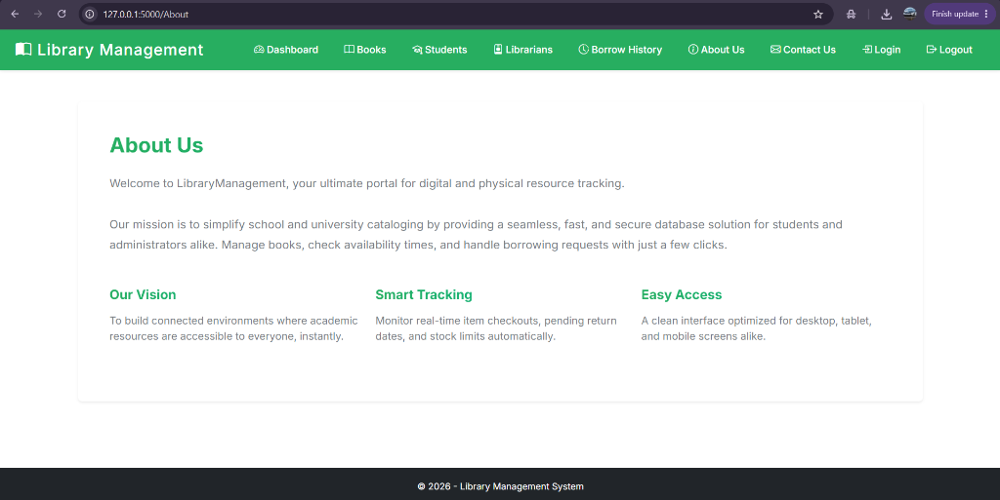 127.0.0.1:5000/About
Finish update
Library Management
Dashboard
Books
Students
Librarians
Borrow History
About Us
Contact Us
Login
Logout
About Us
Welcome to LibraryManagement, your ultimate portal for digital and physical resource tracking.
Our mission is to simplify school and university cataloging by providing a seamless, fast, and secure database solution for students and
administrators alike. Manage books, check availability times, and handle borrowing requests with just a few clicks.
Our Vision
To build connected environments where academic
resources are accessible to everyone, instantly.
Smart Tracking
Monitor real-time item checkouts, pending return
dates, and stock limits automatically.
Easy Access
A clean interface optimized for desktop, tablet,
and mobile screens alike.
© 2026 - Library Management System